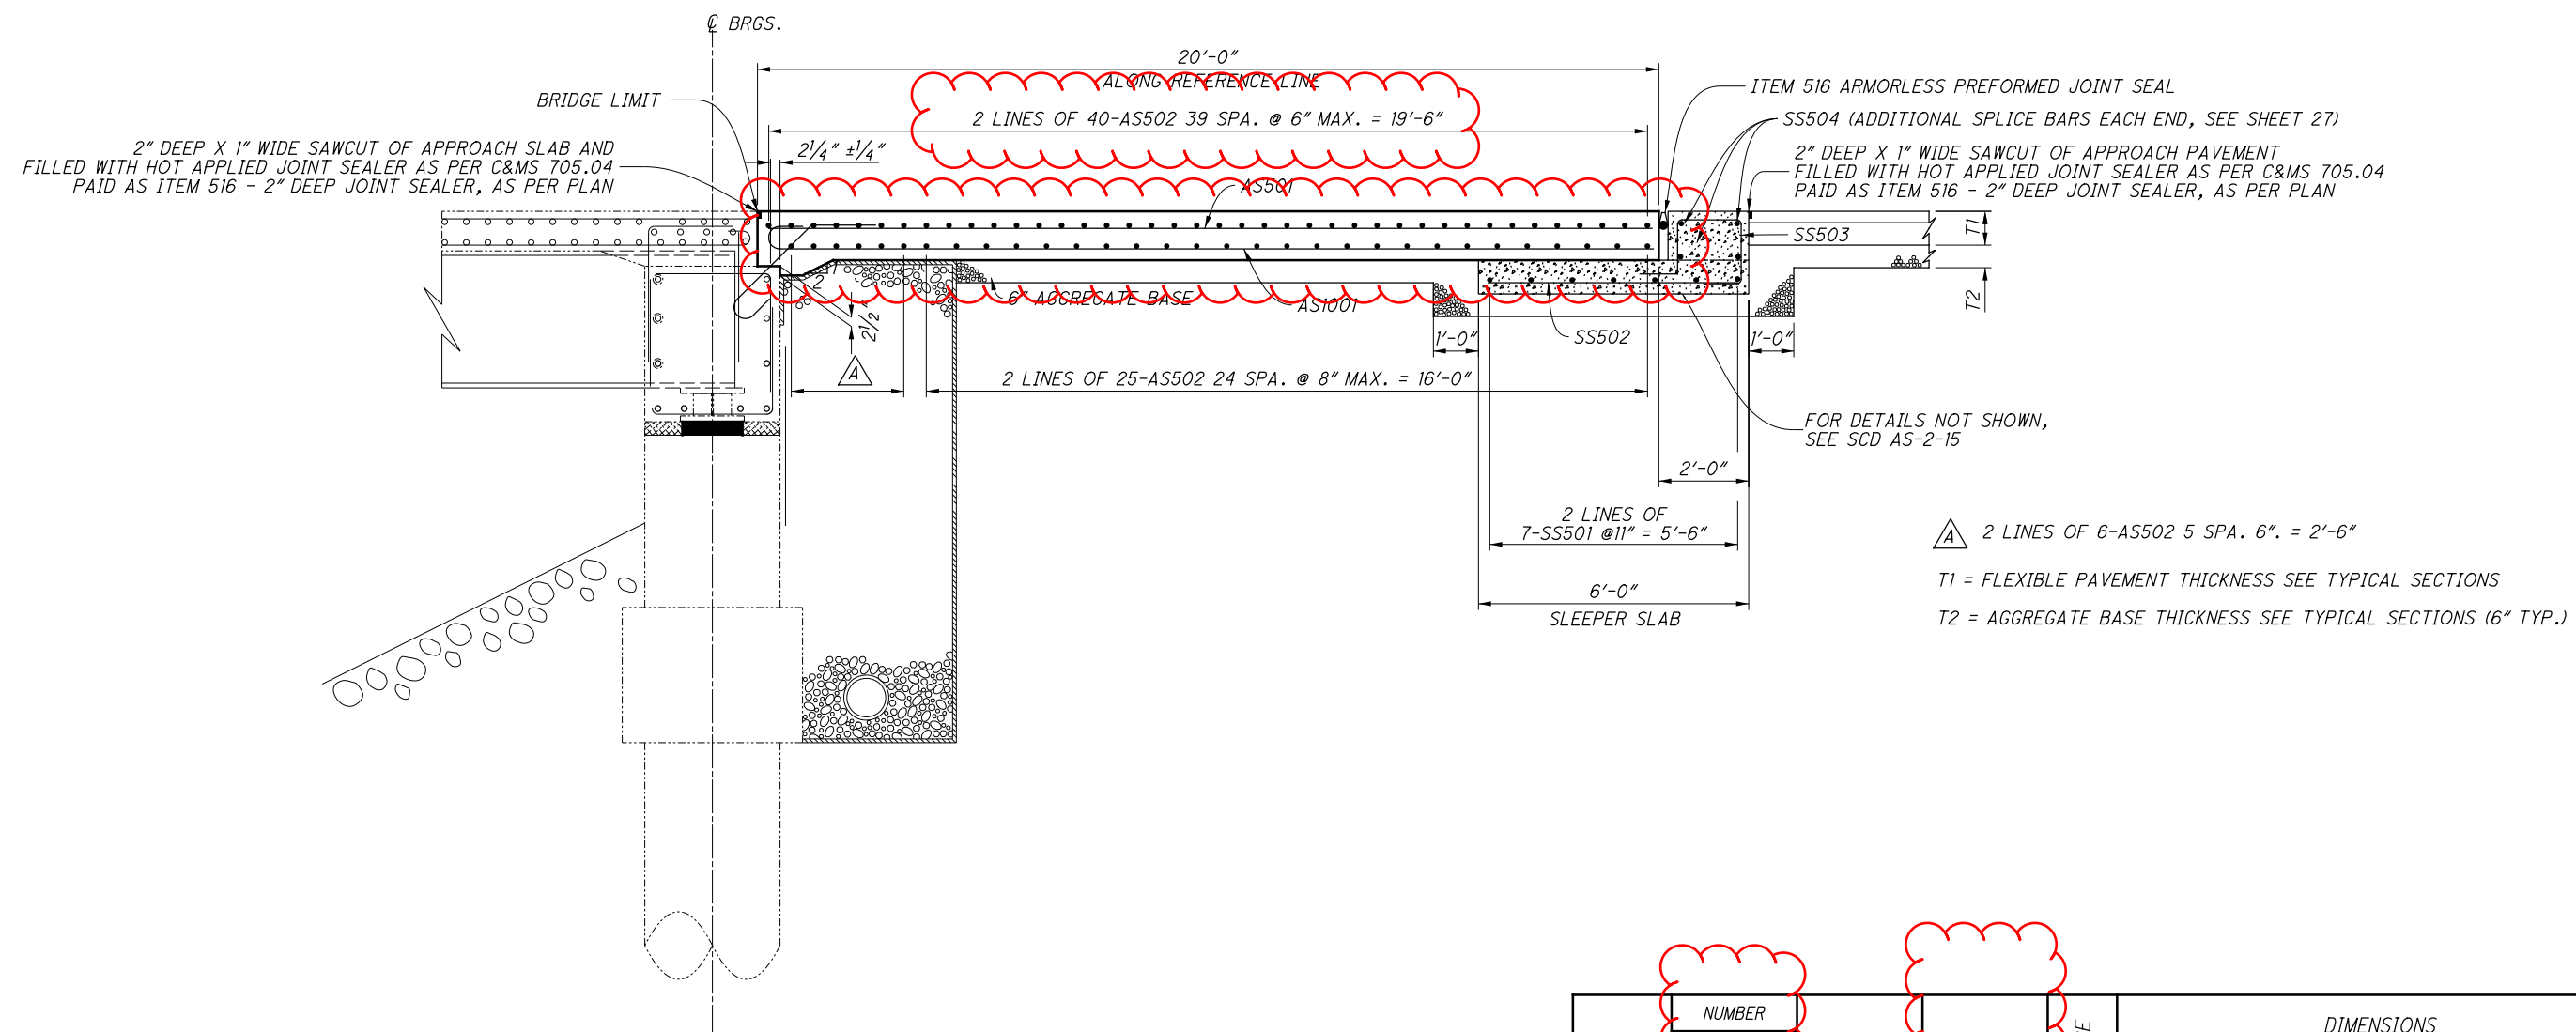 ℄ BRGS.
20'-0"
ALONG REFERENCE LINE
BRIDGE LIMIT
2 LINES OF 40-AS502 39 SPA. @ 6" MAX. = 19'-6"
ITEM 516 ARMORLESS PREFORMED JOINT SEAL
SS504 (ADDITIONAL SPLICE BARS EACH END, SEE SHEET 27)
2" DEEP X 1" WIDE SAWCUT OF APPROACH SLAB AND
FILLED WITH HOT APPLIED JOINT SEALER AS PER C&MS 705.04
PAID AS ITEM 516 - 2" DEEP JOINT SEALER, AS PER PLAN
2 1/4" ±1/4"
2" DEEP X 1" WIDE SAWCUT OF APPROACH PAVEMENT
FILLED WITH HOT APPLIED JOINT SEALER AS PER C&MS 705.04
PAID AS ITEM 516 - 2" DEEP JOINT SEALER, AS PER PLAN
AS501
T1
SS503
1
2
6" AGGREGATE BASE
AS1001
T2
2 1/2"
1'-0"
SS502
1'-0"
A
2 LINES OF 25-AS502 24 SPA. @ 8" MAX. = 16'-0"
FOR DETAILS NOT SHOWN,
SEE SCD AS-2-15
2'-0"
2 LINES OF
7-SS501 @11" = 5'-6"
A 2 LINES OF 6-AS502 5 SPA. 6". = 2'-6"
T1 = FLEXIBLE PAVEMENT THICKNESS SEE TYPICAL SECTIONS
6'-0"
SLEEPER SLAB
T2 = AGGREGATE BASE THICKNESS SEE TYPICAL SECTIONS (6" TYP.)
NUMBER
DIMENSIONS